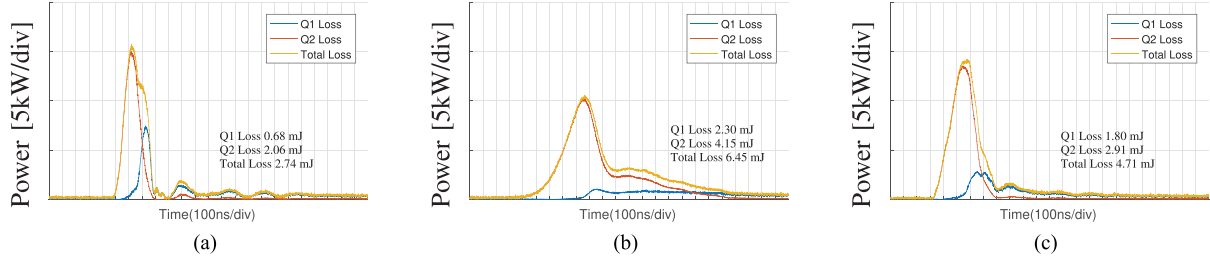 Power [5kW/div]
Q1 Loss
Q2 Loss
Total Loss
Q1 Loss 0.68 mJ
Q2 Loss 2.06 mJ
Total Loss 2.74 mJ
Time(100ns/div)
(a)
Power [5kW/div]
Q1 Loss
Q2 Loss
Total Loss
Q1 Loss 2.30 mJ
Q2 Loss 4.15 mJ
Total Loss 6.45 mJ
Time(100ns/div)
(b)
Power [5kW/div]
Q1 Loss
Q2 Loss
Total Loss
Q1 Loss 1.80 mJ
Q2 Loss 2.91 mJ
Total Loss 4.71 mJ
Time(100ns/div)
(c)